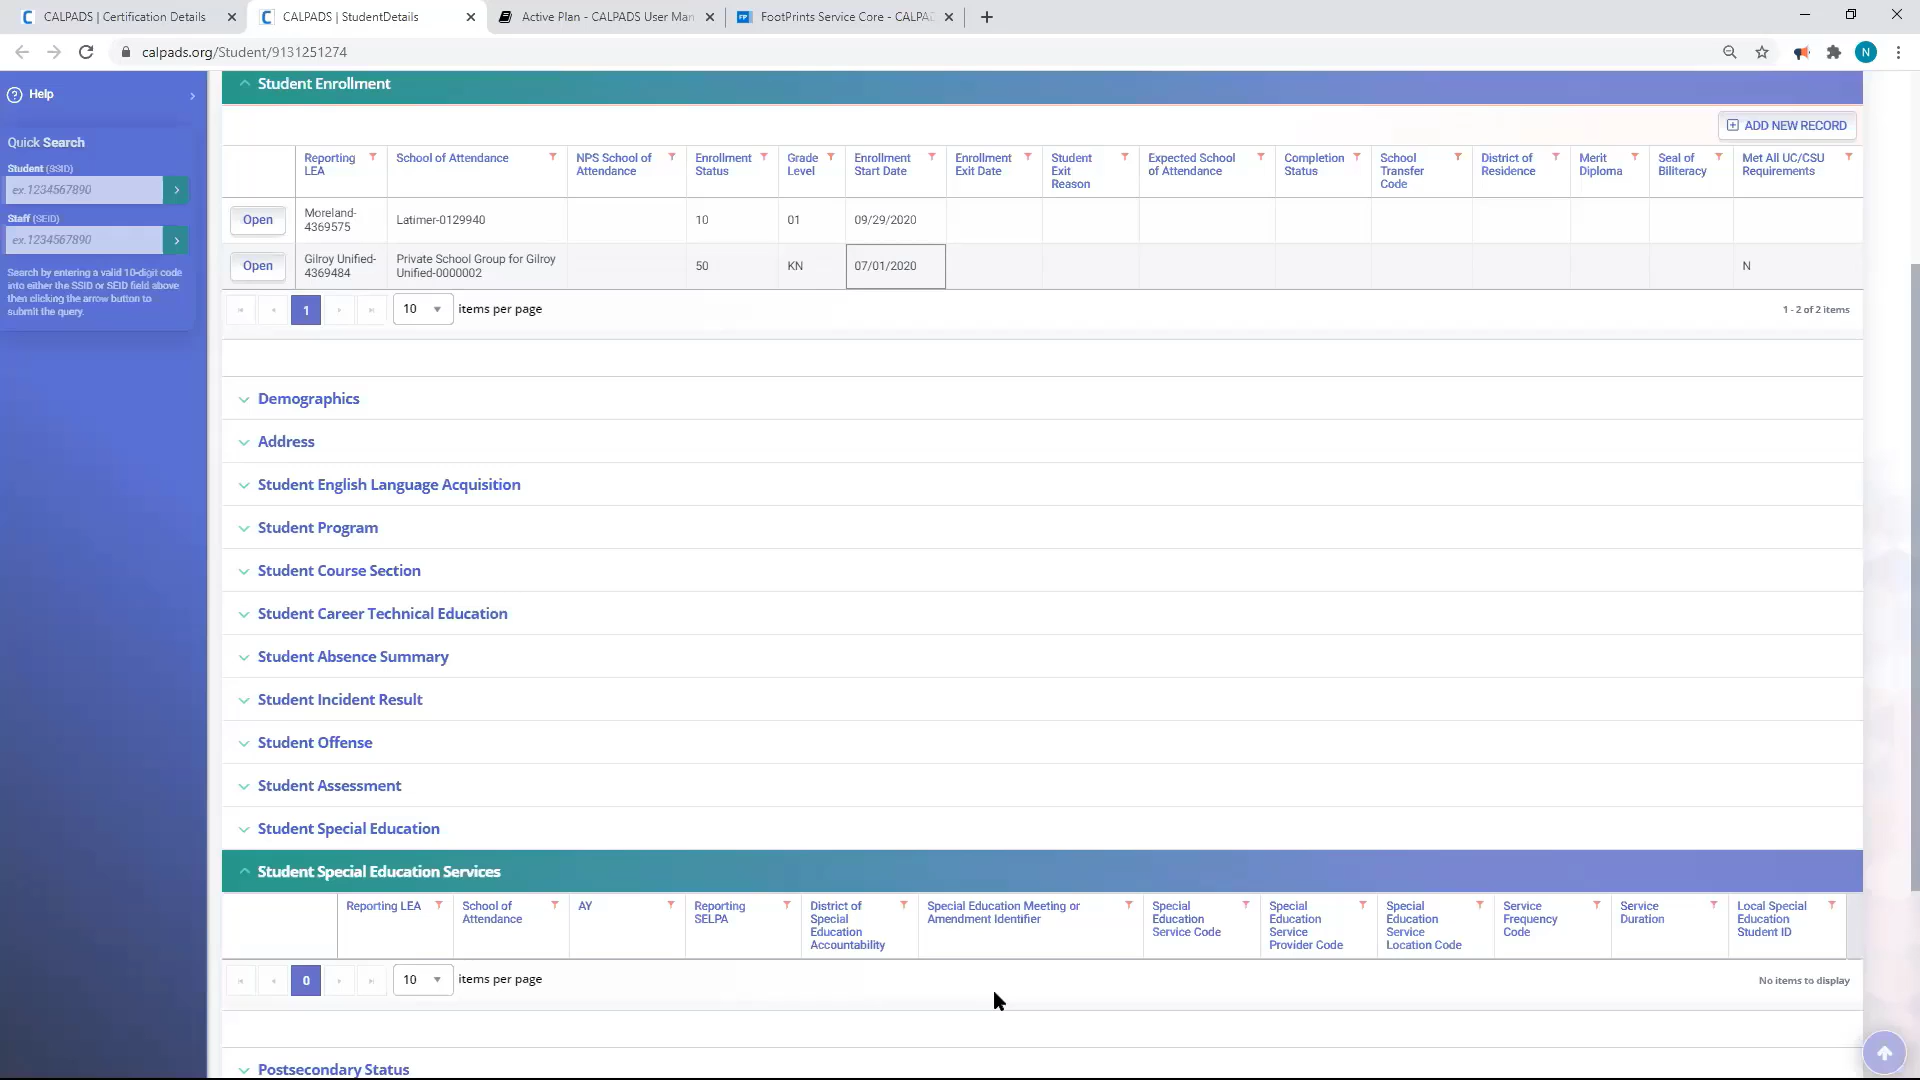 CALPADS | Certification Details
CALPADS | StudentDetails
Active Plan - CALPADS User Man
FootPrints Service Core - CALPAD
calpads.org/Student/9131251274
N
Help
Quick Search
Student (SSID)
ex.1234567890
Staff (SEID)
ex.1234567890
Search by entering a valid 10-digit code
into either the SSID or SEID field above
then clicking the arrow button to
submit the query.
Student Enrollment
ADD NEW RECORD
Reporting LEA
School of Attendance
NPS School of Attendance
Enrollment Status
Grade Level
Enrollment Start Date
Enrollment Exit Date
Student Exit Reason
Expected School of Attendance
Completion Status
School Transfer Code
District of Residence
Merit Diploma
Seal of Biliteracy
Met All UC/CSU Requirements
Open
Moreland-4369575
Latimer-0129940
10
01
09/29/2020
Open
Gilroy Unified-4369484
Private School Group for Gilroy Unified-0000002
50
KN
07/01/2020
N
1
10
items per page
1 - 2 of 2 items
Demographics
Address
Student English Language Acquisition
Student Program
Student Course Section
Student Career Technical Education
Student Absence Summary
Student Incident Result
Student Offense
Student Assessment
Student Special Education
Student Special Education Services
Reporting LEA
School of Attendance
AY
Reporting SELPA
District of Special Education Accountability
Special Education Meeting or Amendment Identifier
Special Education Service Code
Special Education Service Provider Code
Special Education Service Location Code
Service Frequency Code
Service Duration
Local Special Education Student ID
0
10
items per page
No items to display
Postsecondary Status